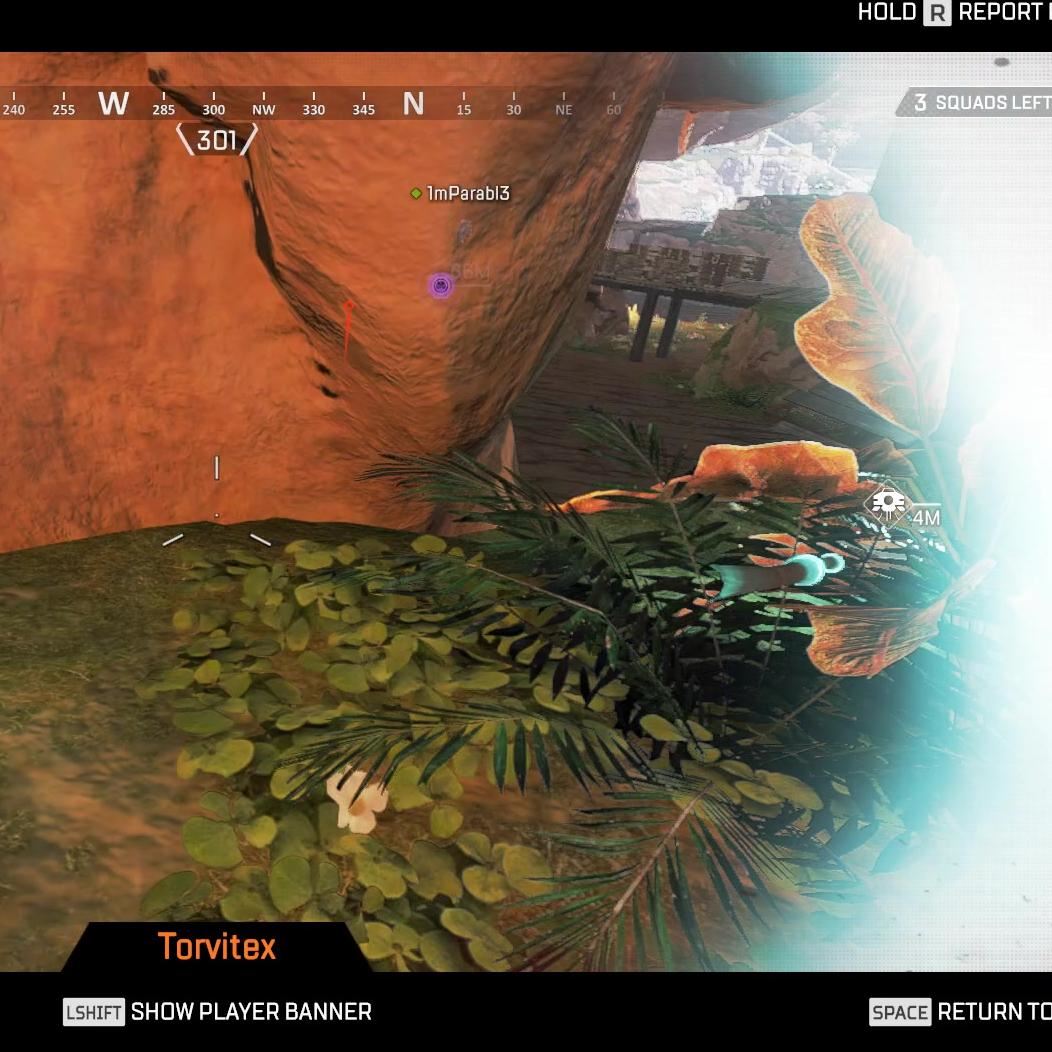 HOLD R REPORT
240 255 W 285 300 NW 330 345 N 15 30 NE 60
3 SQUADS LEFT
301
1mParabl3
4M
Torvitex
LSHIFT SHOW PLAYER BANNER
SPACE RETURN TO